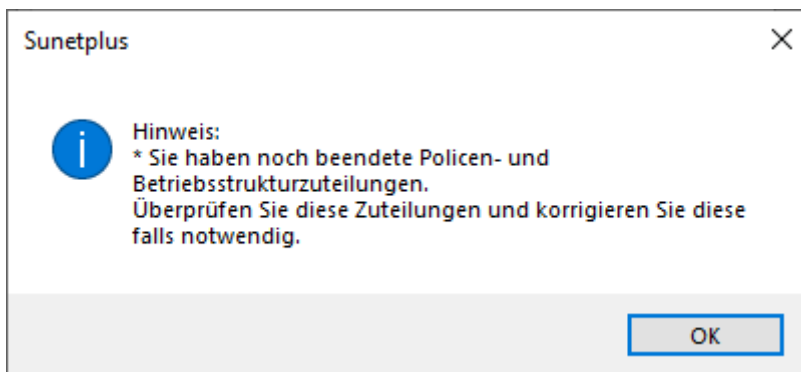 Sunetplus
Hinweis:
* Sie haben noch beendete Policen- und
Betriebsstrukturzuteilungen.
Überprüfen Sie diese Zuteilungen und korrigieren Sie diese
falls notwendig.
OK